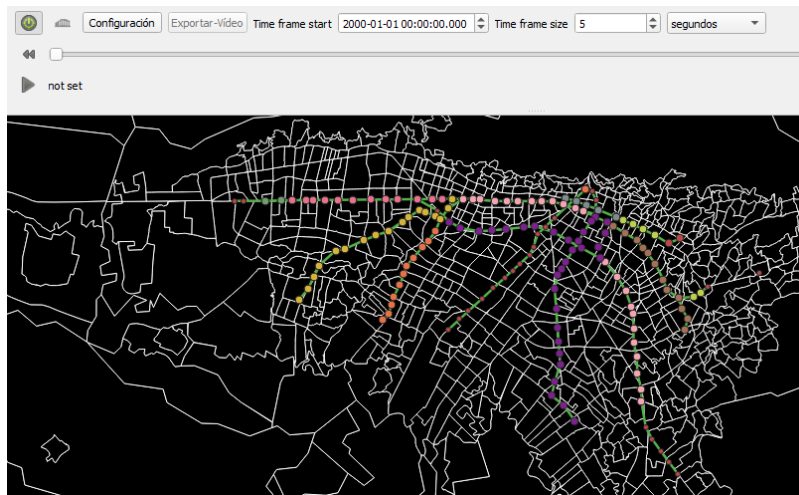 Configuración Exportar-Vídeo Time frame start 2000-01-01 00:00:00.000 Time frame size 5 segundos
not set